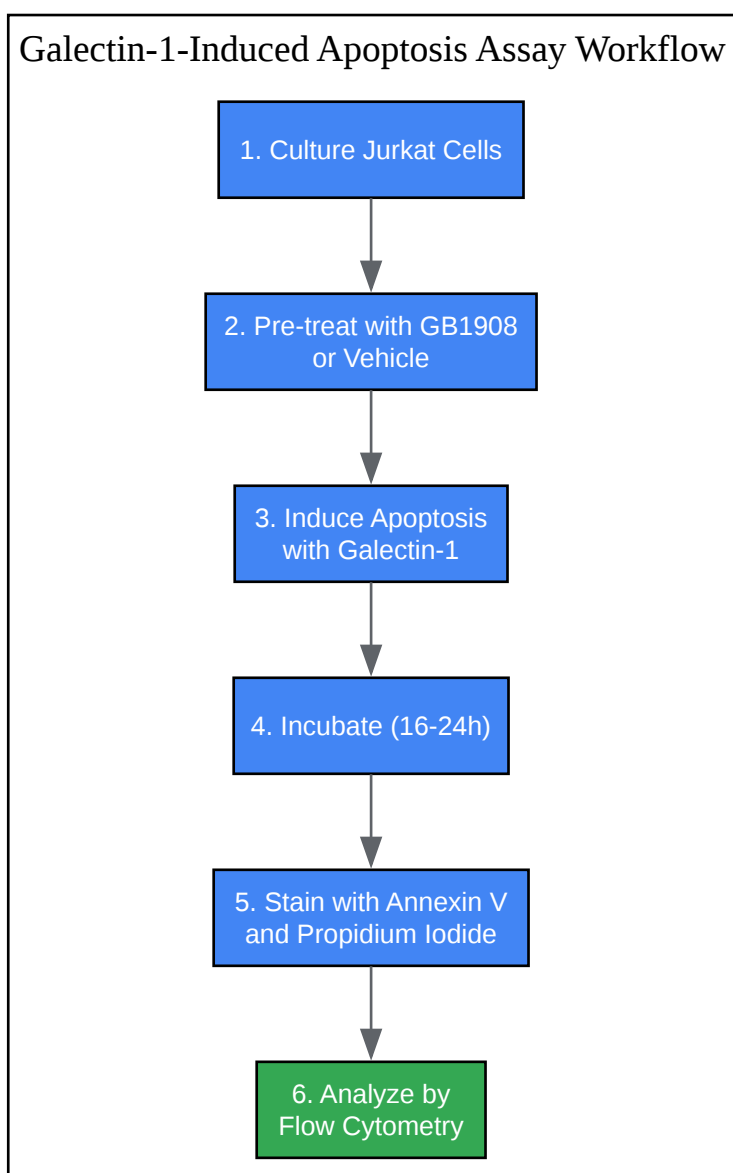 Galectin-1-Induced Apoptosis Assay Workflow
1. Culture Jurkat Cells
2. Pre-treat with GB1908
or Vehicle
3. Induce Apoptosis
with Galectin-1
4. Incubate (16-24h)
5. Stain with Annexin V
and Propidium Iodide
6. Analyze by
Flow Cytometry